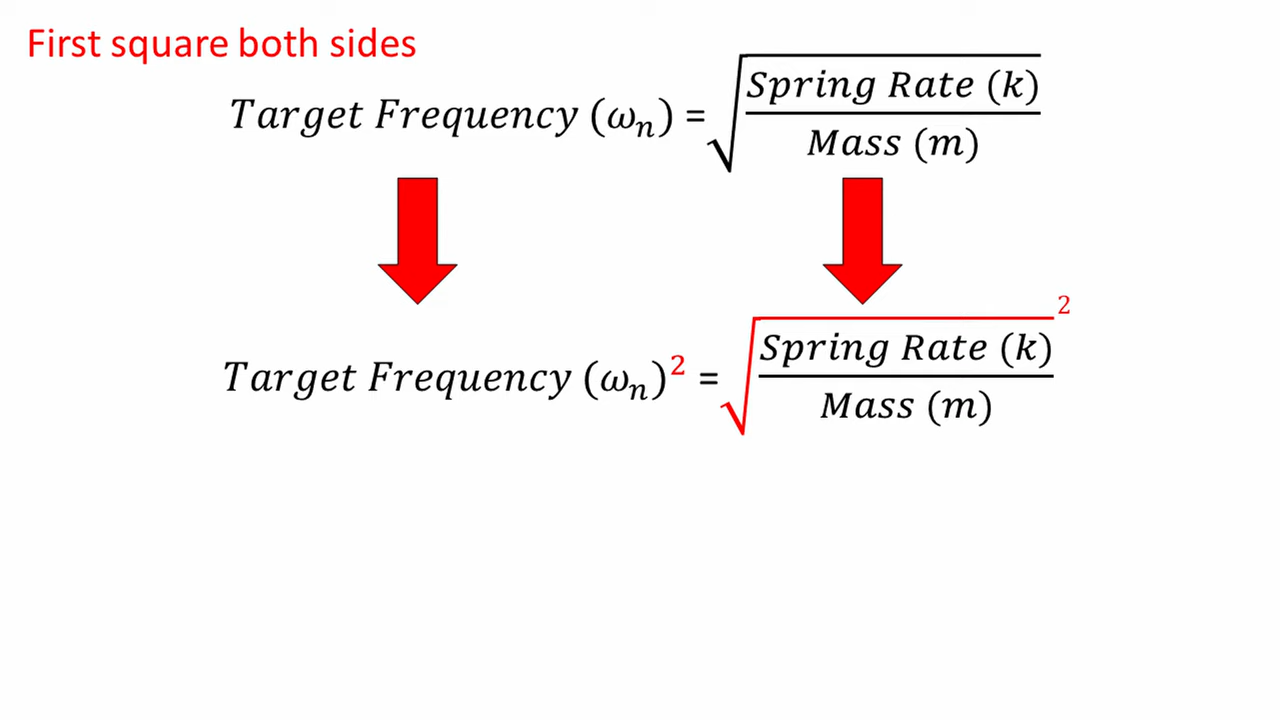 First square both sides
Target Frequency (ωₙ) = √(Spring Rate (k) / Mass (m))
Target Frequency (ωₙ)² = √(Spring Rate (k) / Mass (m))²